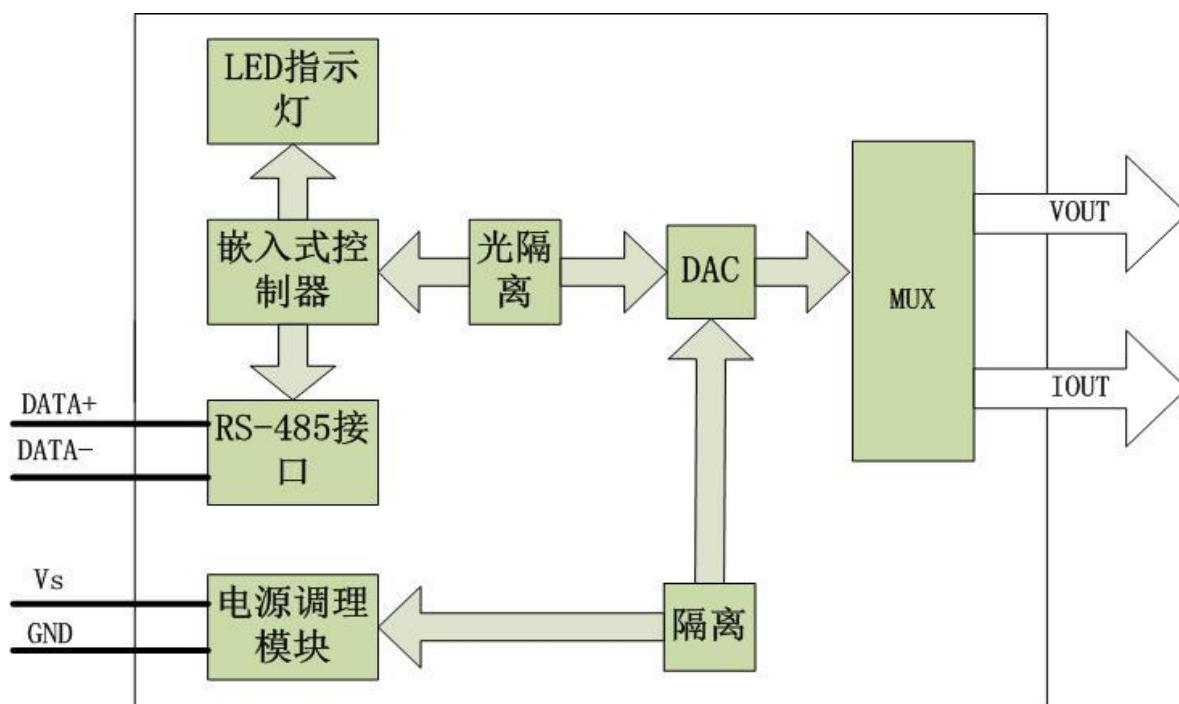 LED指示
灯
嵌入式控
制器
光隔
离
DAC
MUX
VOUT
IOUT
DATA+
DATA-
RS-485接
口
Vs
GND
电源调理
模块
隔离